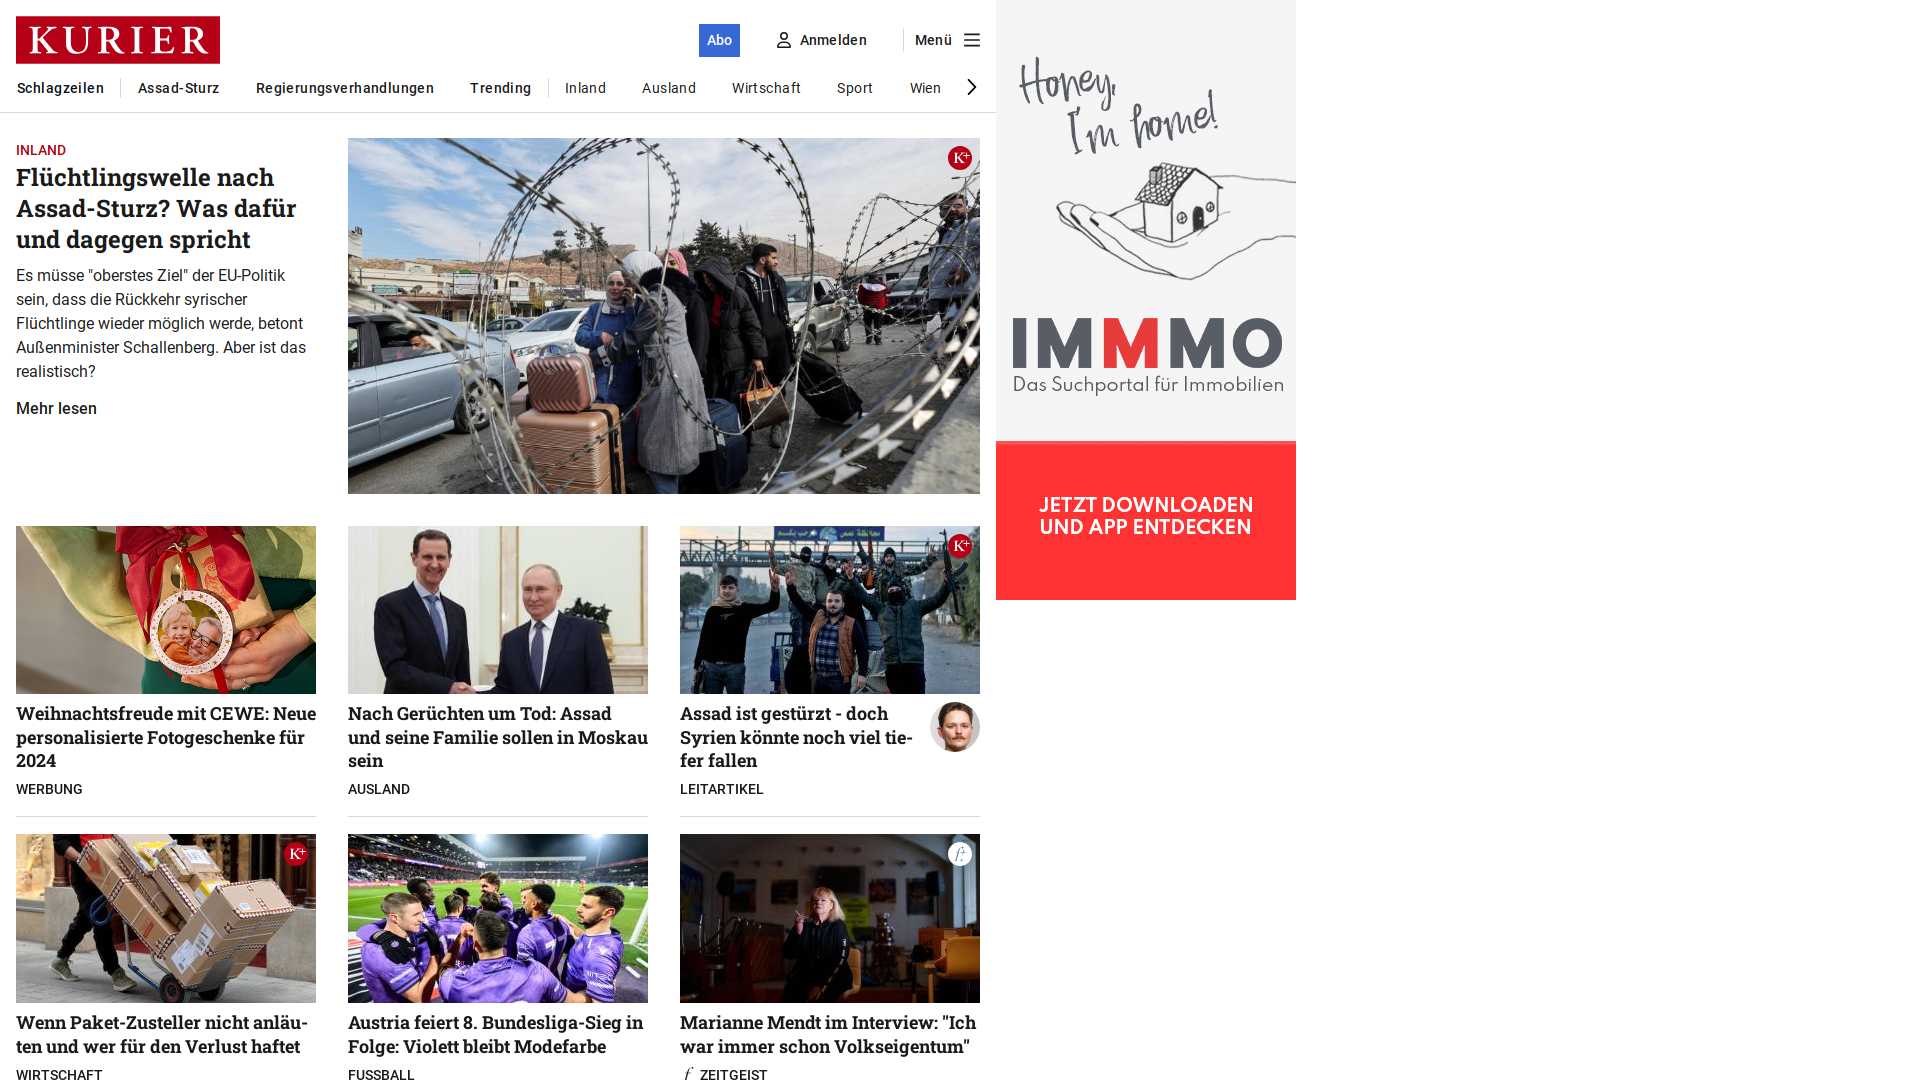 KURIER
Abo
Anmelden
Menü
Schlagzeilen
Assad-Sturz
Regierungsverhandlungen
Trending
Inland
Ausland
Wirtschaft
Sport
Wien
INLAND
Flüchtlingswelle nach
Assad-Sturz? Was dafür
und dagegen spricht
Es müsse "oberstes Ziel" der EU-Politik
sein, dass die Rückkehr syrischer
Flüchtlinge wieder möglich werde, betont
Außenminister Schallenberg. Aber ist das
realistisch?
Mehr lesen
K+
Weihnachtsfreude mit CEWE: Neue
personalisierte Fotogeschenke für
2024
WERBUNG
Nach Gerüchten um Tod: Assad
und seine Familie sollen in Moskau
sein
AUSLAND
K+
Assad ist gestürzt - doch
Syrien könnte noch viel tie-
fer fallen
LEITARTIKEL
K+
Wenn Paket-Zusteller nicht anläu-
ten und wer für den Verlust haftet
WIRTSCHAFT
Austria feiert 8. Bundesliga-Sieg in
Folge: Violett bleibt Modefarbe
FUSSBALL
f+
Marianne Mendt im Interview: "Ich
war immer schon Volkseigentum"
f ZEITGEIST
Honey,
I'm home!
IMMMO
Das Suchportal für Immobilien
JETZT DOWNLOADEN
UND APP ENTDECKEN